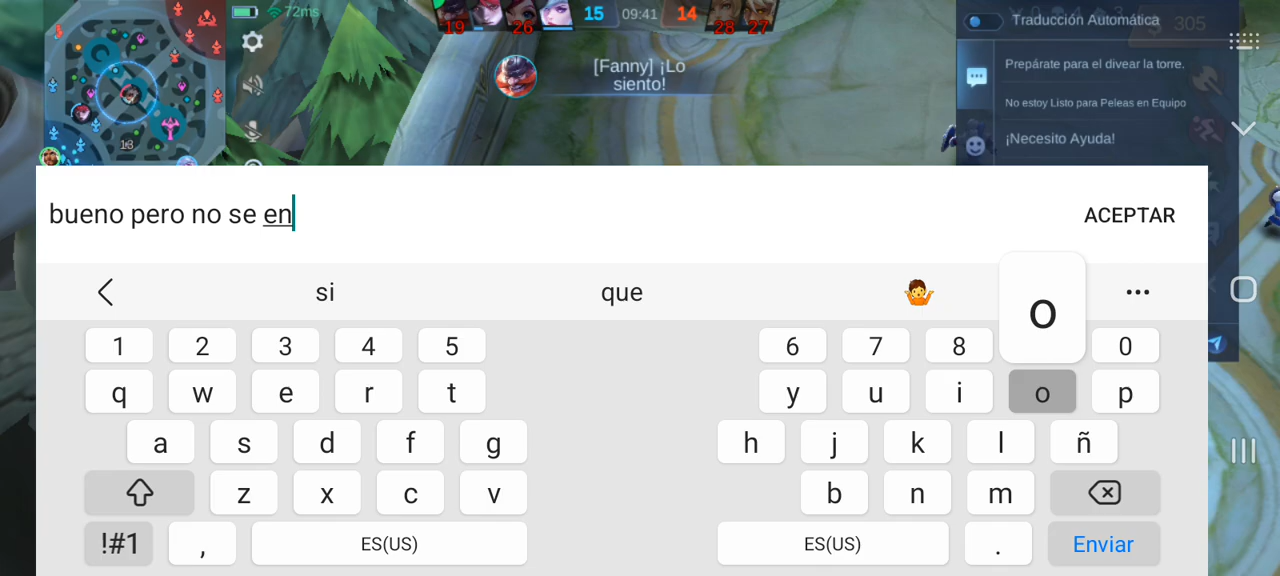 72ms
19
26
15
09:41
14
28
27
[Fanny] ¡Lo
siento!
Traducción Automática
305
Prepárate para el divear la torre.
No estoy Listo para Peleas en Equipo
¡Necesito Ayuda!
bueno pero no se en
ACEPTAR
si
que
o
1 2 3 4 5 6 7 8 0
q w e r t y u i o p
a s d f g h j k l ñ
z x c v b n m
!#1 , ES(US) ES(US) . Enviar